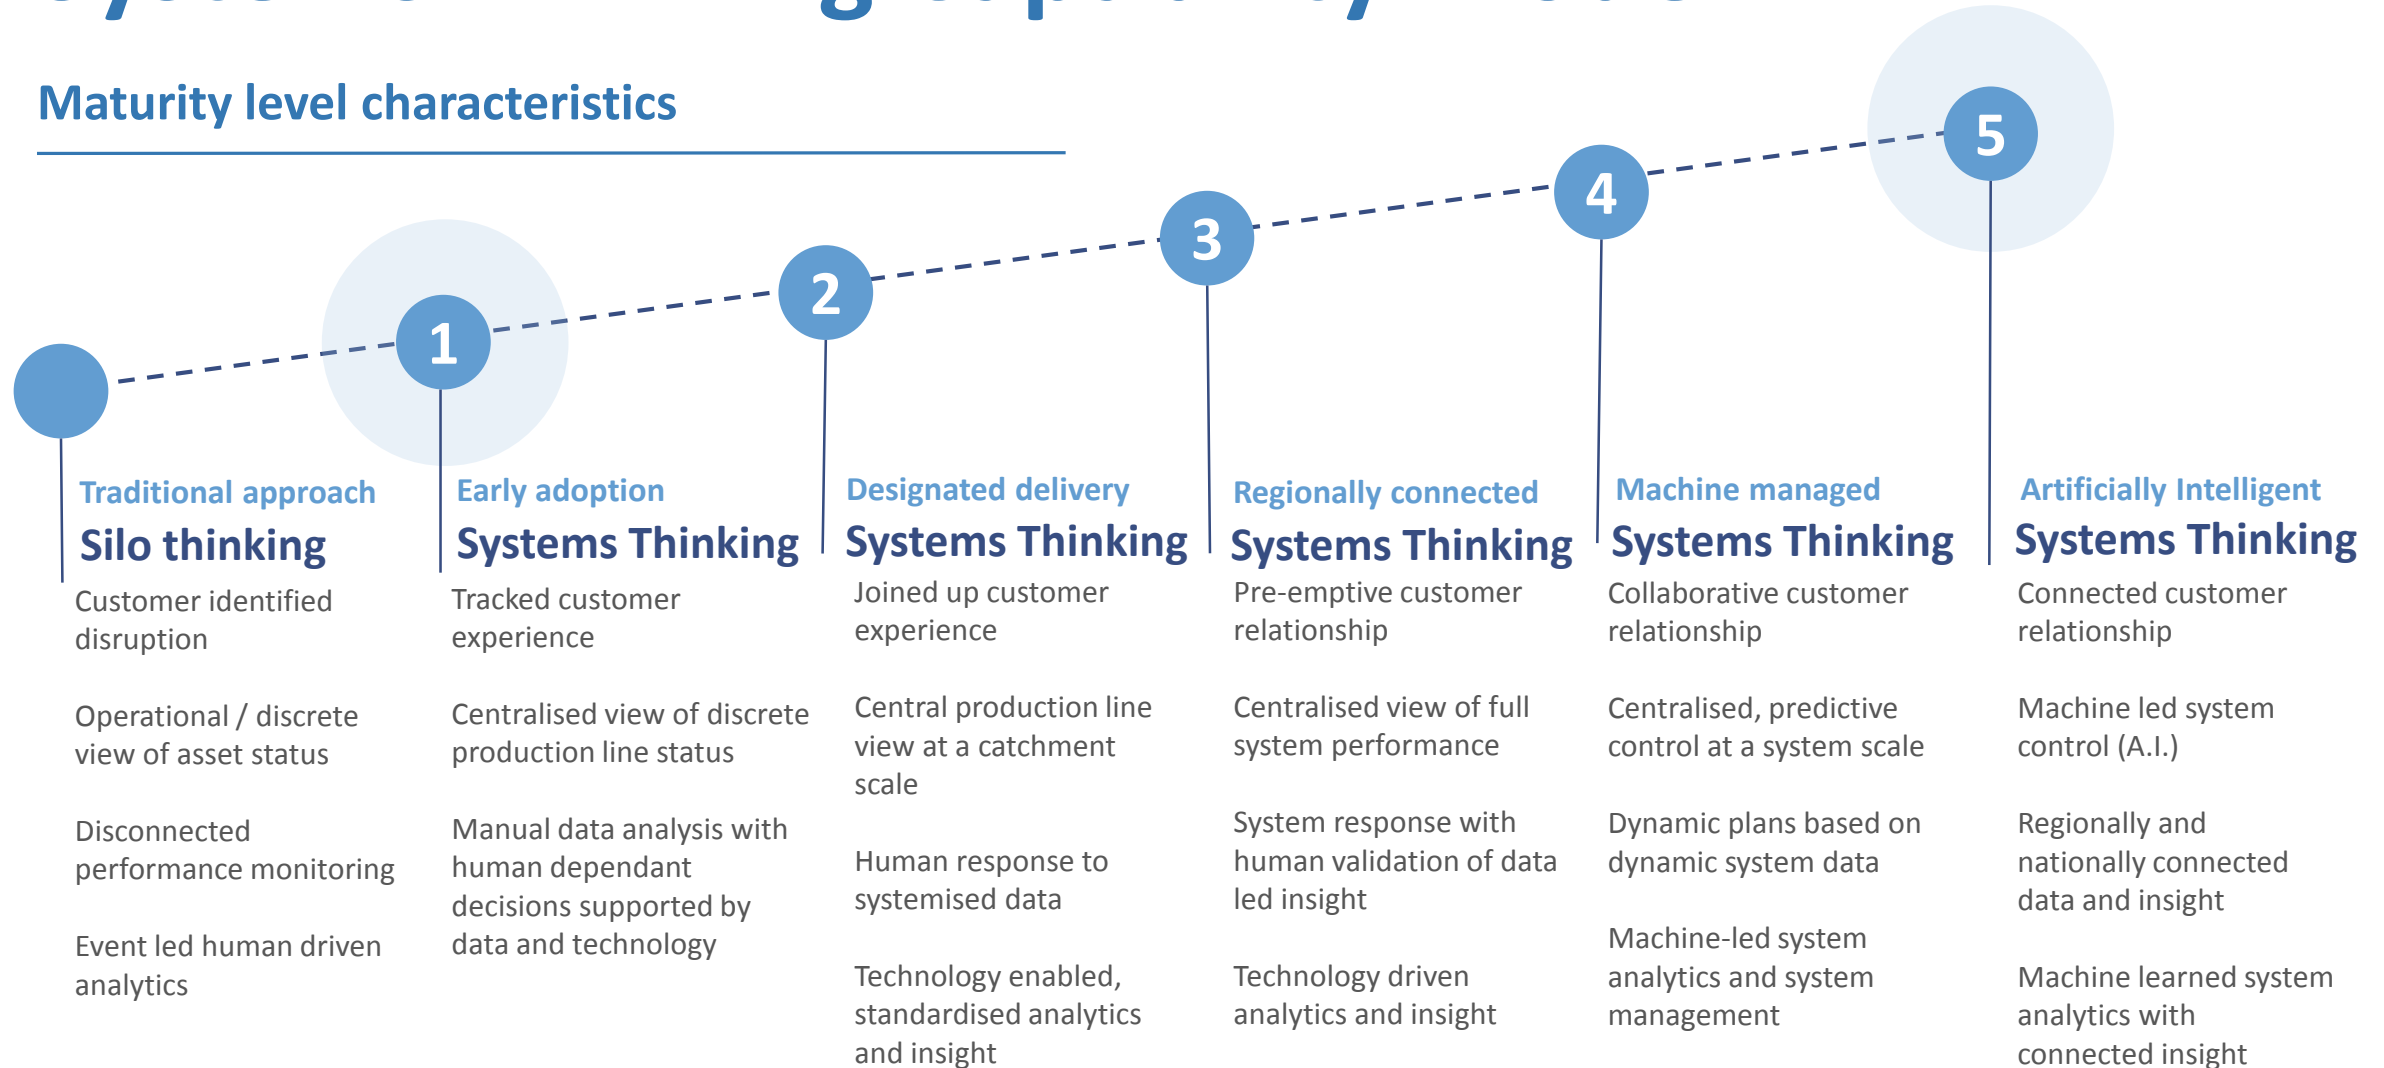 Maturity level characteristics
1
2
3
4
5
Traditional approach
Silo thinking
Customer identified
disruption
Operational / discrete
view of asset status
Disconnected
performance monitoring
Event led human driven
analytics
Early adoption
Systems Thinking
Tracked customer
experience
Centralised view of discrete
production line status
Manual data analysis with
human dependant
decisions supported by
data and technology
Designated delivery
Systems Thinking
Joined up customer
experience
Central production line
view at a catchment
scale
Human response to
systemised data
Technology enabled,
standardised analytics
and insight
Regionally connected
Systems Thinking
Pre-emptive customer
relationship
Centralised view of full
system performance
System response with
human validation of data
led insight
Technology driven
analytics and insight
Machine managed
Systems Thinking
Collaborative customer
relationship
Centralised, predictive
control at a system scale
Dynamic plans based on
dynamic system data
Machine-led system
analytics and system
management
Artificially Intelligent
Systems Thinking
Connected customer
relationship
Machine led system
control (A.I.)
Regionally and
nationally connected
data and insight
Machine learned system
analytics with
connected insight